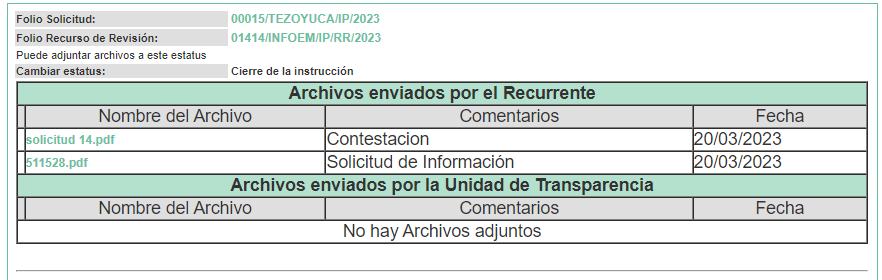 Folio Solicitud: 00015/TEZOYUCA/IP/2023
Folio Recurso de Revisión: 01414/INFOEM/IP/RR/2023
Puede adjuntar archivos a este estatus
Cambiar estatus: Cierre de la instrucción
Archivos enviados por el Recurrente
Nombre del Archivo Comentarios Fecha
solicitud 14.pdf Contestacion 20/03/2023
511528.pdf Solicitud de Información 20/03/2023
Archivos enviados por la Unidad de Transparencia
Nombre del Archivo Comentarios Fecha
No hay Archivos adjuntos